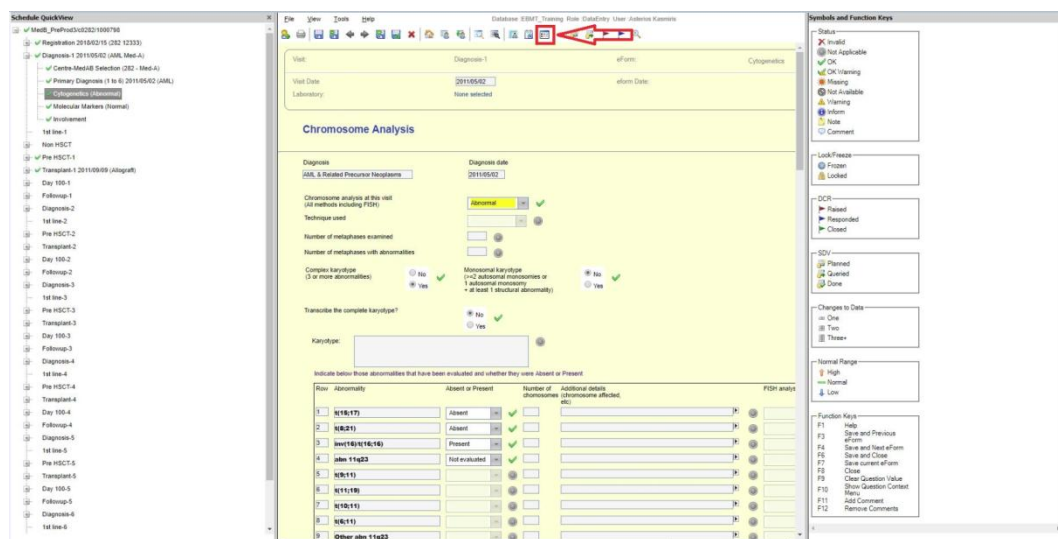 Schedule QuickView
MedB_PreProd3/c0282/1000798
Registration 2018/02/15 (282 12333)
Diagnosis-1 2011/05/02 (AML Med-A)
Centre-MedAB Selection (282 - Med-A)
Primary Diagnosis (1 to 6) 2011/05/02 (AML)
Cytogenetics (Abnormal)
Molecular Markers (Normal)
Involvement
1st line-1
Non HSCT
Pre HSCT-1
Transplant-1 2011/09/09 (Allograft)
Day 100-1
Followup-1
Diagnosis-2
1st line-2
Pre HSCT-2
Transplant-2
Day 100-2
Followup-2
Diagnosis-3
1st line-3
Pre HSCT-3
Transplant-3
Day 100-3
Followup-3
Diagnosis-4
1st line-4
Pre HSCT-4
Transplant-4
Day 100-4
Followup-4
Diagnosis-5
1st line-5
Pre HSCT-5
Transplant-5
Day 100-5
Followup-5
Diagnosis-6
1st line-6
File View Tools Help Database EBMT_Training Role DataEntry User Asterios Kasmiris
Visit: Diagnosis-1 eForm: Cytogenetics
Visit Date 2011/05/02 eform Date:
Laboratory: None selected
Chromosome Analysis
Diagnosis Diagnosis date
AML & Related Precursor Neoplasms 2011/05/02
Chromosome analysis at this visit
(All methods including FISH) Abnormal
Technique used
Number of metaphases examined
Number of metaphases with abnormalities
Complex karyotype
(3 or more abnormalities)
No
Yes
Monosomal karyotype
(>=2 autosomal monosomies or
1 autosomal monosomy
+ at least 1 structural abnormality)
No
Yes
Transcribe the complete karyotype?
No
Yes
Karyotype:
Indicate below those abnormalities that have been evaluated and whether they were Absent or Present
Row Abnormality Absent or Present Number of chomosomes Additional details (chromosome affected, etc) FISH analys
1 t(15;17) Absent
2 t(8;21) Absent
3 inv(16)/t(16;16) Present
4 abn 11q23 Not evaluated
5 t(9;11)
6 t(11;19)
7 t(10;11)
8 t(6;11)
9 Other abn 11q23
Symbols and Function Keys
Status
Invalid
Not Applicable
OK
OK Warning
Missing
Not Available
Warning
Inform
Note
Comment
Lock/Freeze
Frozen
Locked
DCR
Raised
Responded
Closed
SDV
Planned
Queried
Done
Changes to Data
One
Two
Three+
Normal Range
High
Normal
Low
Function Keys
F1 Help
F3 Save and Previous eForm
F4 Save and Next eForm
F6 Save and Close
F7 Save current eForm
F8 Close
F9 Clear Question Value
F10 Show Question Context Menu
F11 Add Comment
F12 Remove Comments